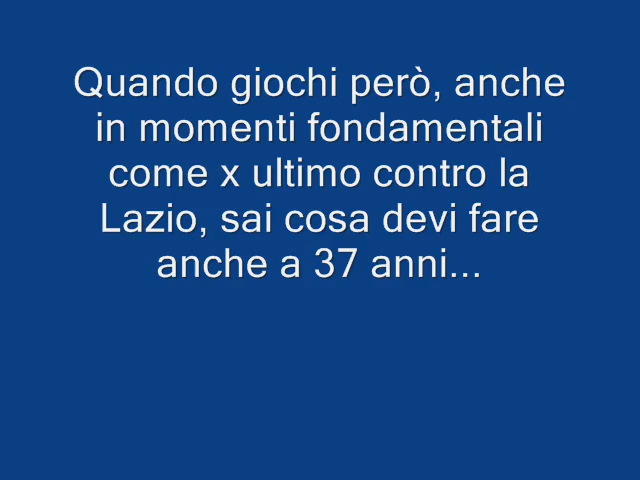 Quando giochi però, anche
in momenti fondamentali
come x ultimo contro la
Lazio, sai cosa devi fare
anche a 37 anni...